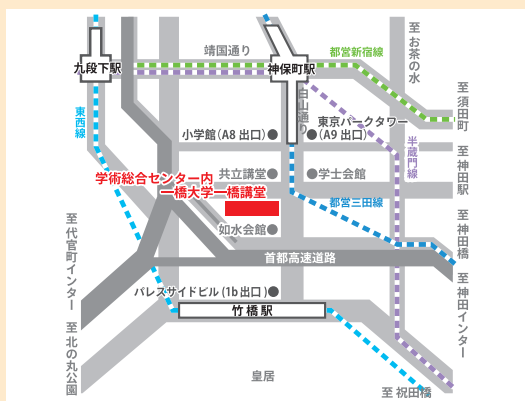 靖国通り
都営新宿線
至お茶の水
九段下駅
神保町駅
白山通り
至須田町
東西線
東京パークタワー
小学館（A8 出口）
（A9 出口）
半蔵門線
至神田駅
共立講堂
学士会館
学術総合センター内
一橋大学一橋講堂
都営三田線
如水会館
至神田橋
至代官町インター
首都高速道路
至神田インター
パレスサイドビル（1b 出口）
竹橋駅
至北の丸公園
皇居
至 祝田橋